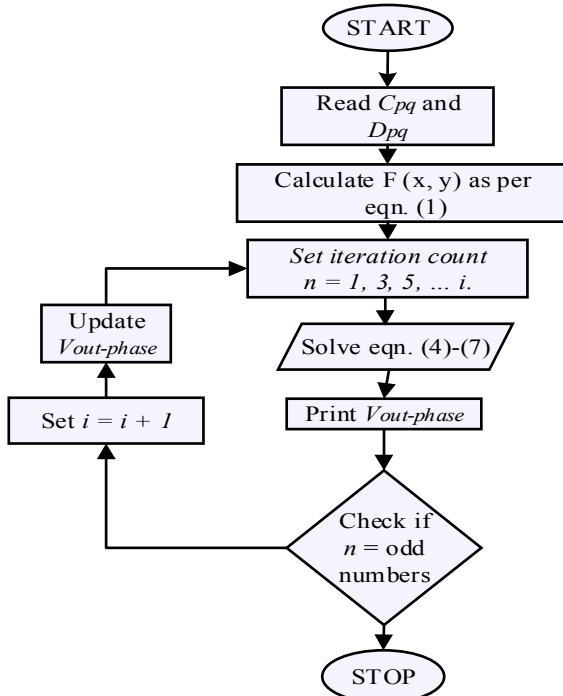 START
Read Cpq and
Dpq
Calculate F (x, y) as per
eqn. (1)
Set iteration count
n = 1, 3, 5, ... i.
Update
Vout-phase
Solve eqn. (4)-(7)
Set i = i + 1
Print Vout-phase
Check if
n = odd
numbers
STOP